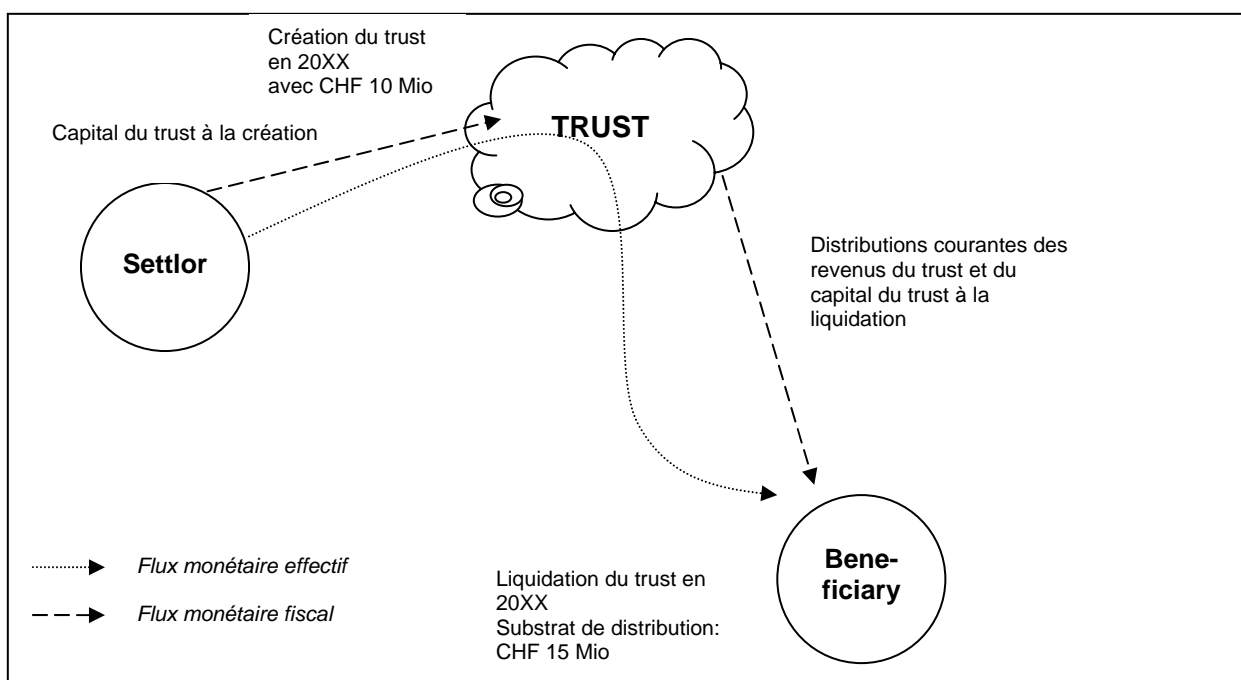 Création du trust
en 20XX
avec CHF 10 Mio
Capital du trust à la création
TRUST
Settlor
Distributions courantes des
revenus du trust et du
capital du trust à la
liquidation
Bene-
ficiary
Flux monétaire effectif
Flux monétaire fiscal
Liquidation du trust en
20XX
Substrat de distribution:
CHF 15 Mio